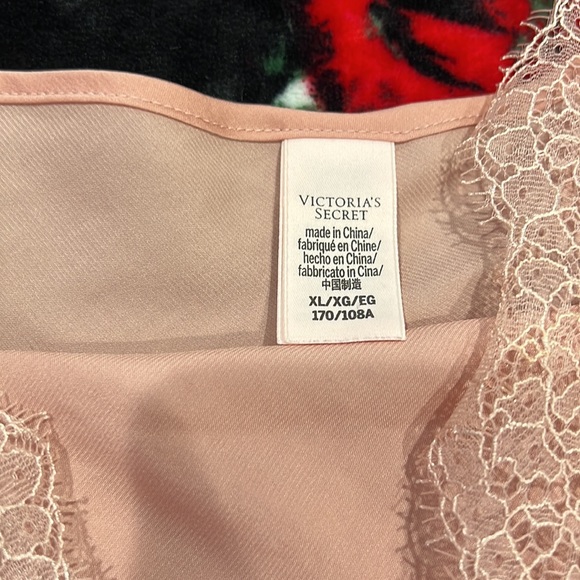 VICTORIA'S
SECRET
made in China/
fabriqué en Chine/
hecho en China/
fabbricato in Cina/
中国制造
XL/XG/EG
170/108A